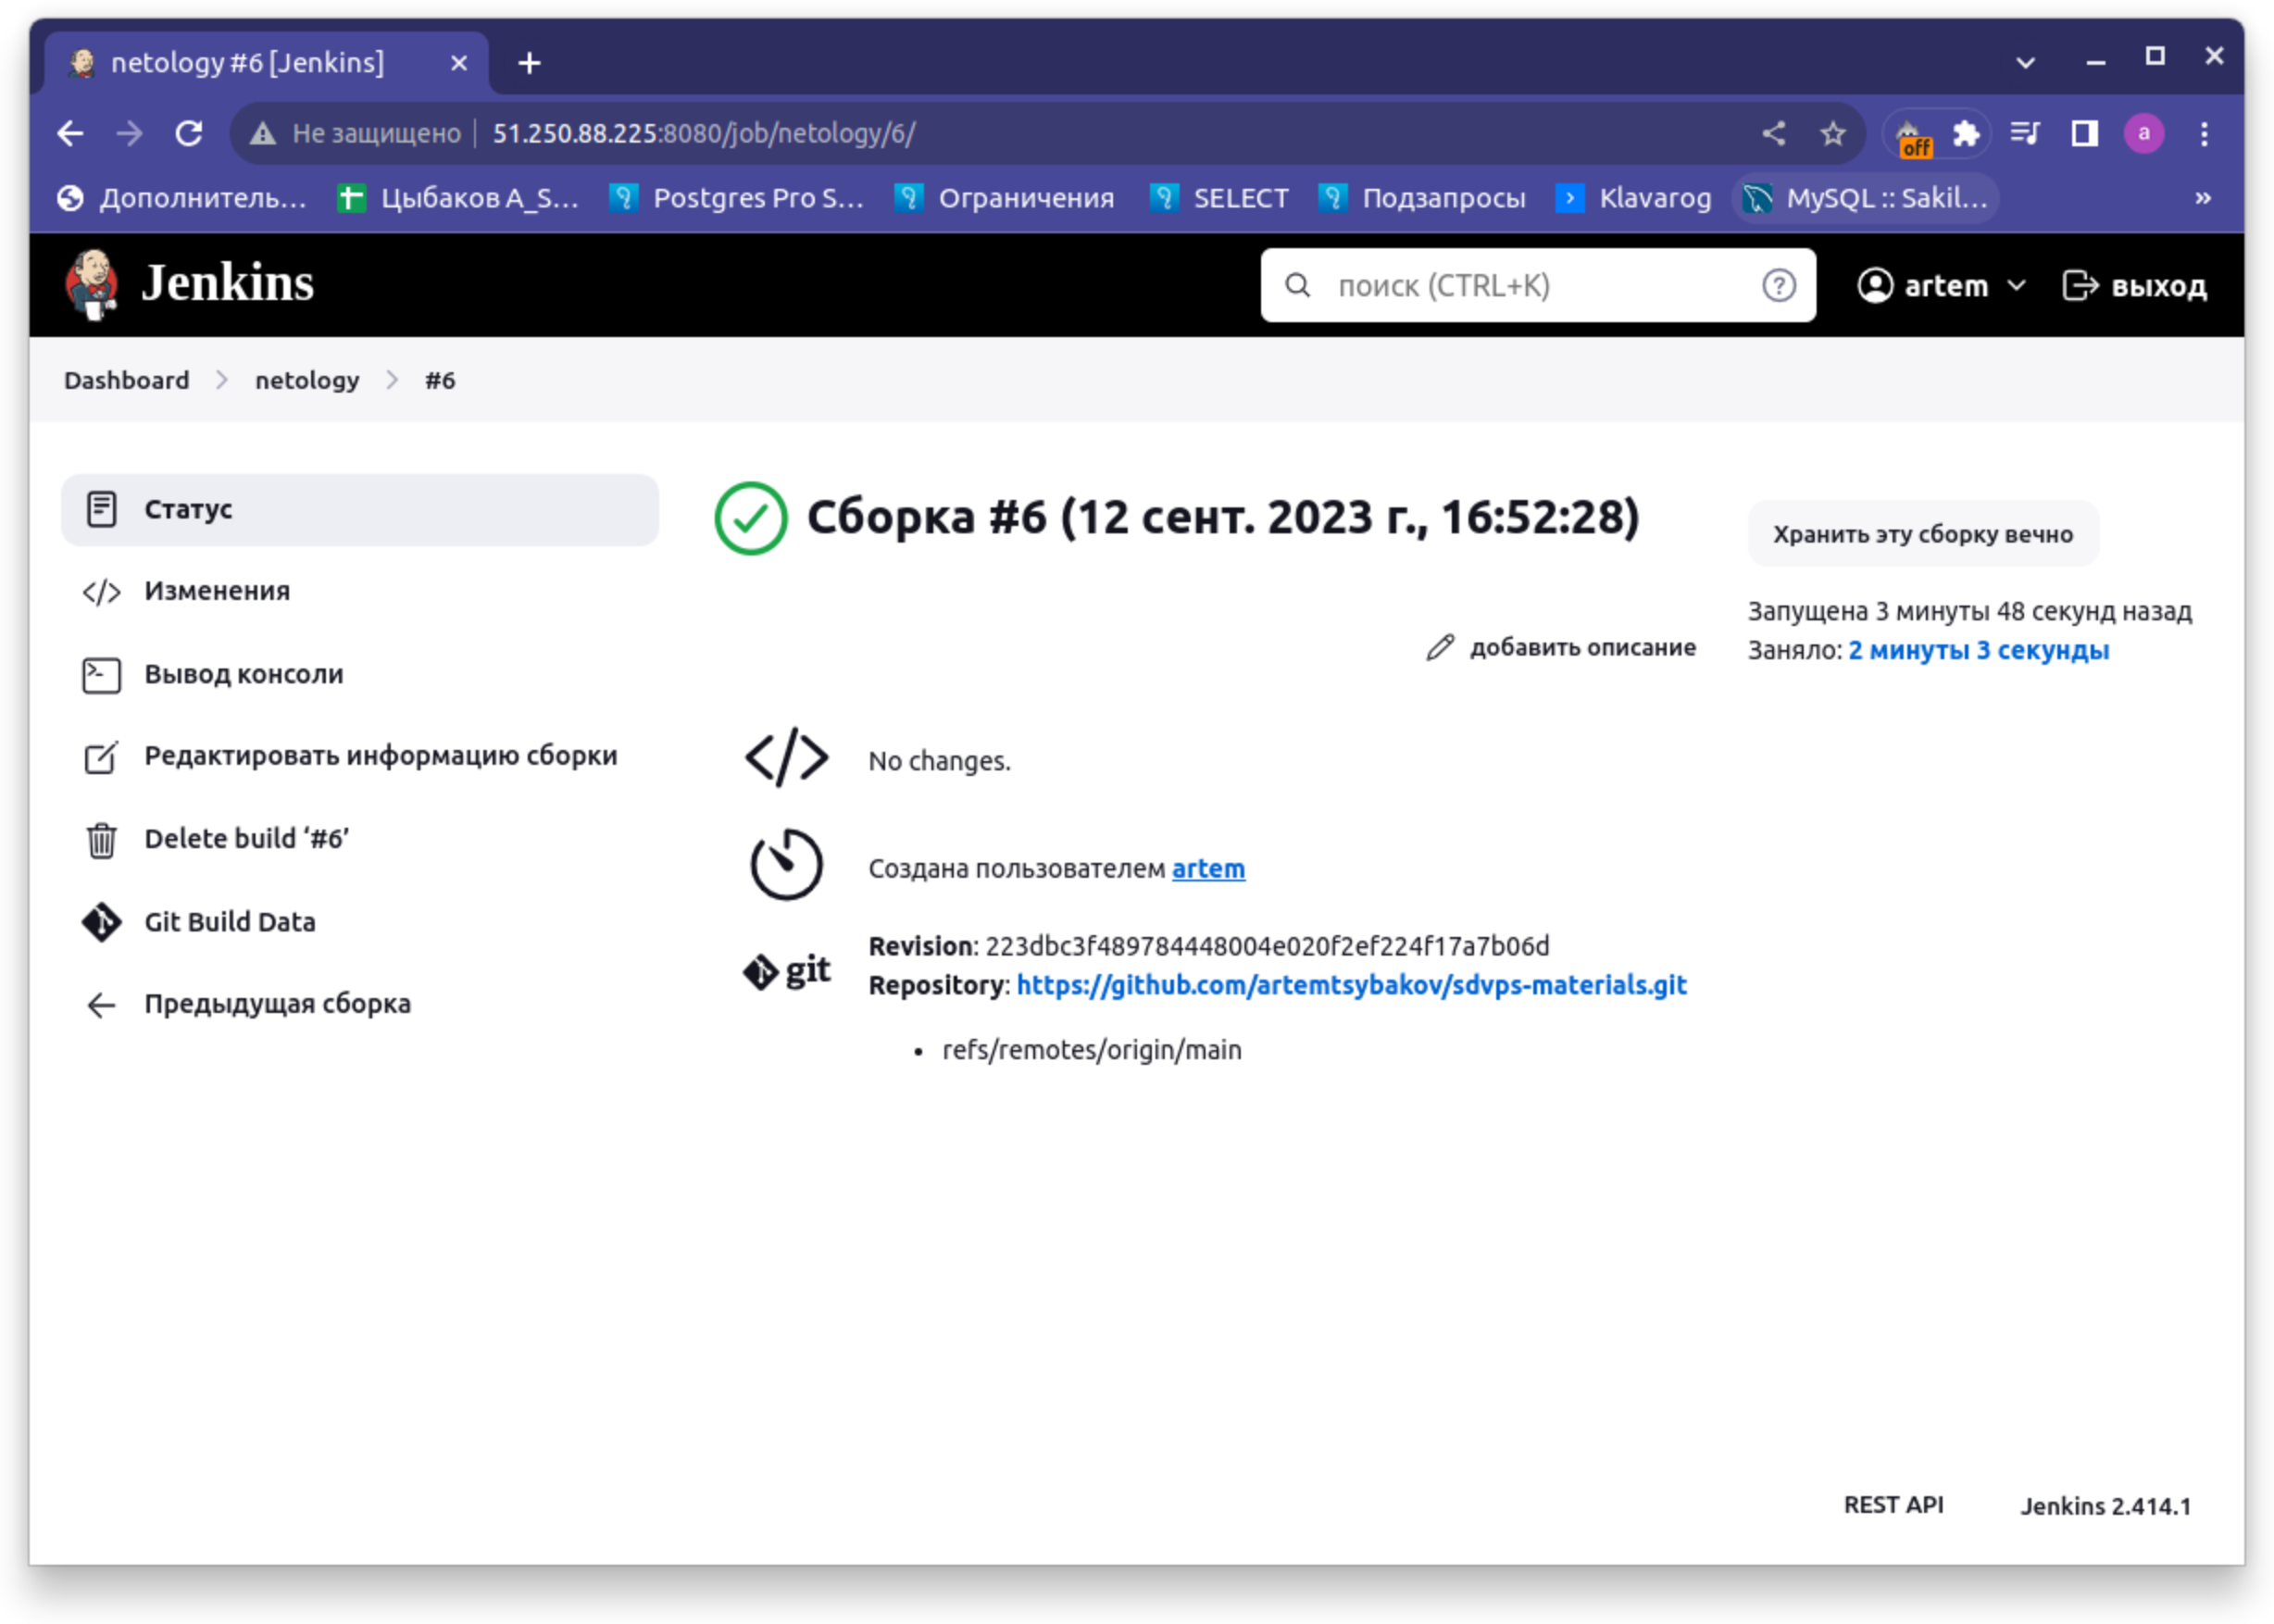 netology #6 [Jenkins]
Не защищено 51.250.88.225:8080/job/netology/6/
off
a
Дополнитель... Цыбаков А_S... Postgres Pro S... Ограничения SELECT Подзапросы Klavarog MySQL :: Sakil... »
Jenkins
поиск (CTRL+K)
artem
выход
Dashboard netology #6
Статус
Изменения
Вывод консоли
Редактировать информацию сборки
Delete build ‘#6’
Git Build Data
Предыдущая сборка
Сборка #6 (12 сент. 2023 г., 16:52:28)
Хранить эту сборку вечно
Запущена 3 минуты 48 секунд назад
Заняло: 2 минуты 3 секунды
добавить описание
No changes.
Создана пользователем artem
git
Revision: 223dbc3f489784448004e020f2ef224f17a7b06d
Repository: https://github.com/artemtsybakov/sdvps-materials.git
• refs/remotes/origin/main
REST API Jenkins 2.414.1